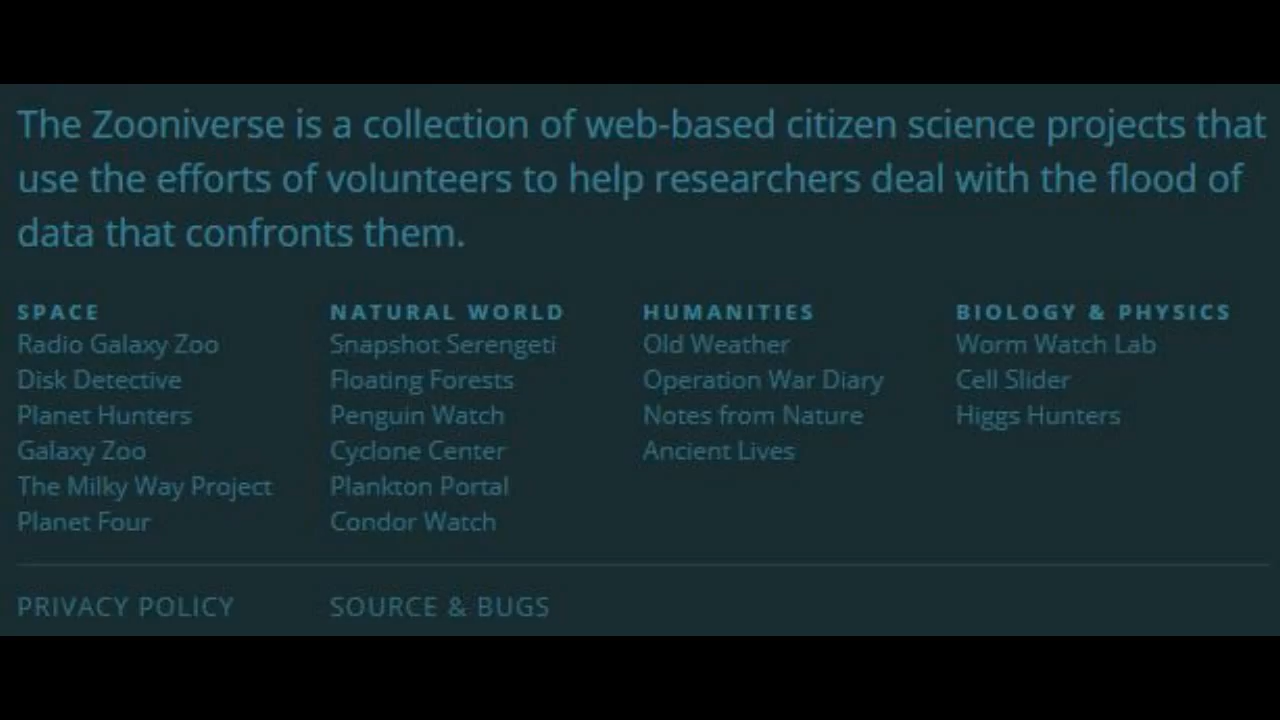 The Zooniverse is a collection of web-based citizen science projects that
use the efforts of volunteers to help researchers deal with the flood of
data that confronts them.
SPACE
Radio Galaxy Zoo
Disk Detective
Planet Hunters
Galaxy Zoo
The Milky Way Project
Planet Four
NATURAL WORLD
Snapshot Serengeti
Floating Forests
Penguin Watch
Cyclone Center
Plankton Portal
Condor Watch
HUMANITIES
Old Weather
Operation War Diary
Notes from Nature
Ancient Lives
BIOLOGY & PHYSICS
Worm Watch Lab
Cell Slider
Higgs Hunters
PRIVACY POLICY
SOURCE & BUGS